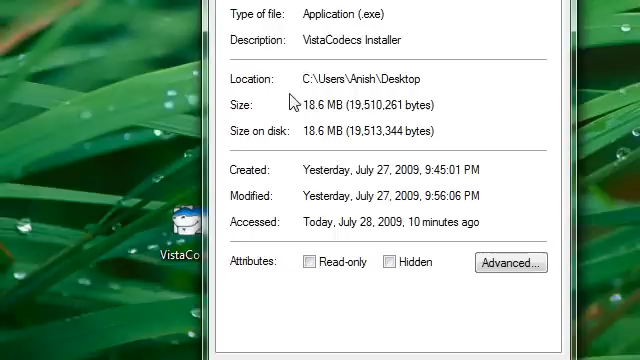 Type of file: Application (.exe)
Description: VistaCodecs Installer
Location: C:\Users\Anish\Desktop
Size: 18.6 MB (19,510,261 bytes)
Size on disk: 18.6 MB (19,513,344 bytes)
Created: Yesterday, July 27, 2009, 9:45:01 PM
Modified: Yesterday, July 27, 2009, 9:56:06 PM
Accessed: Today, July 28, 2009, 10 minutes ago
VistaCo
Attributes: Read-only Hidden Advanced...